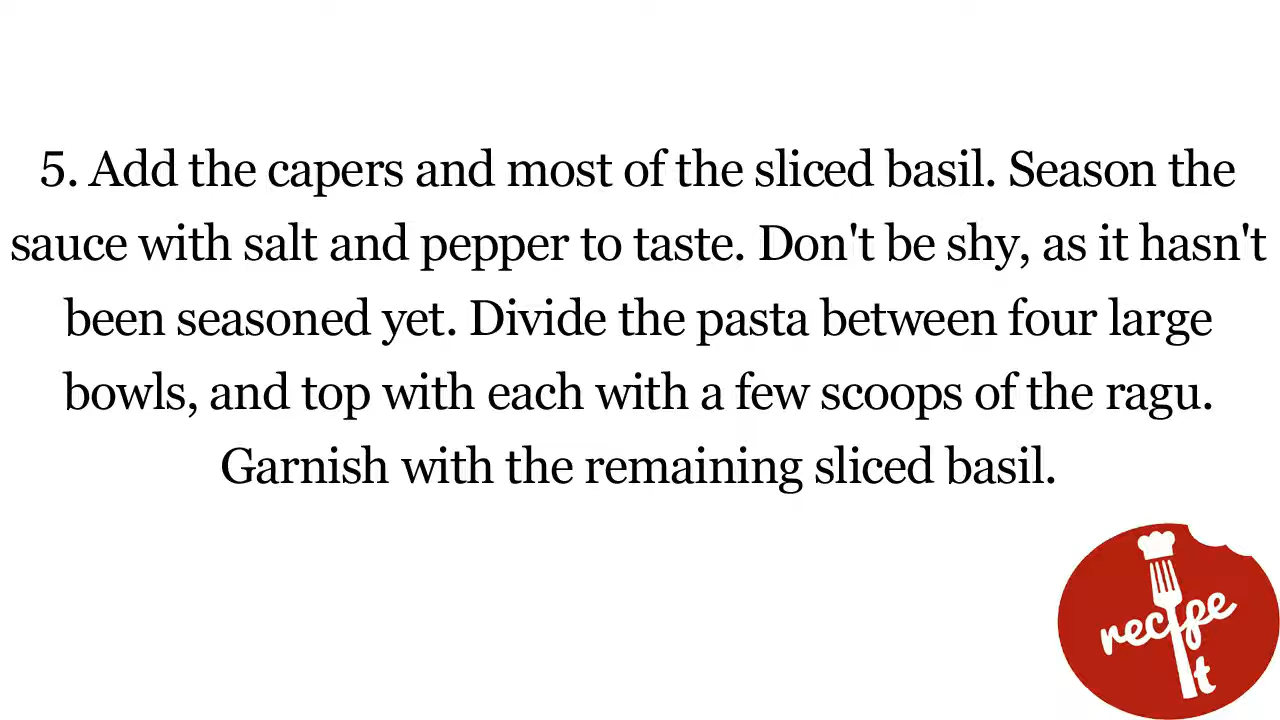 5. Add the capers and most of the sliced basil. Season the
sauce with salt and pepper to taste. Don't be shy, as it hasn't
been seasoned yet. Divide the pasta between four large
bowls, and top with each with a few scoops of the ragu.
Garnish with the remaining sliced basil.
recipe
it